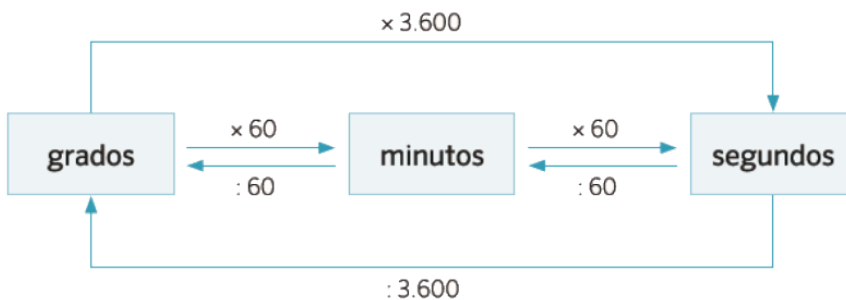 × 3.600
× 60 × 60
grados minutos segundos
: 60 : 60
: 3.600